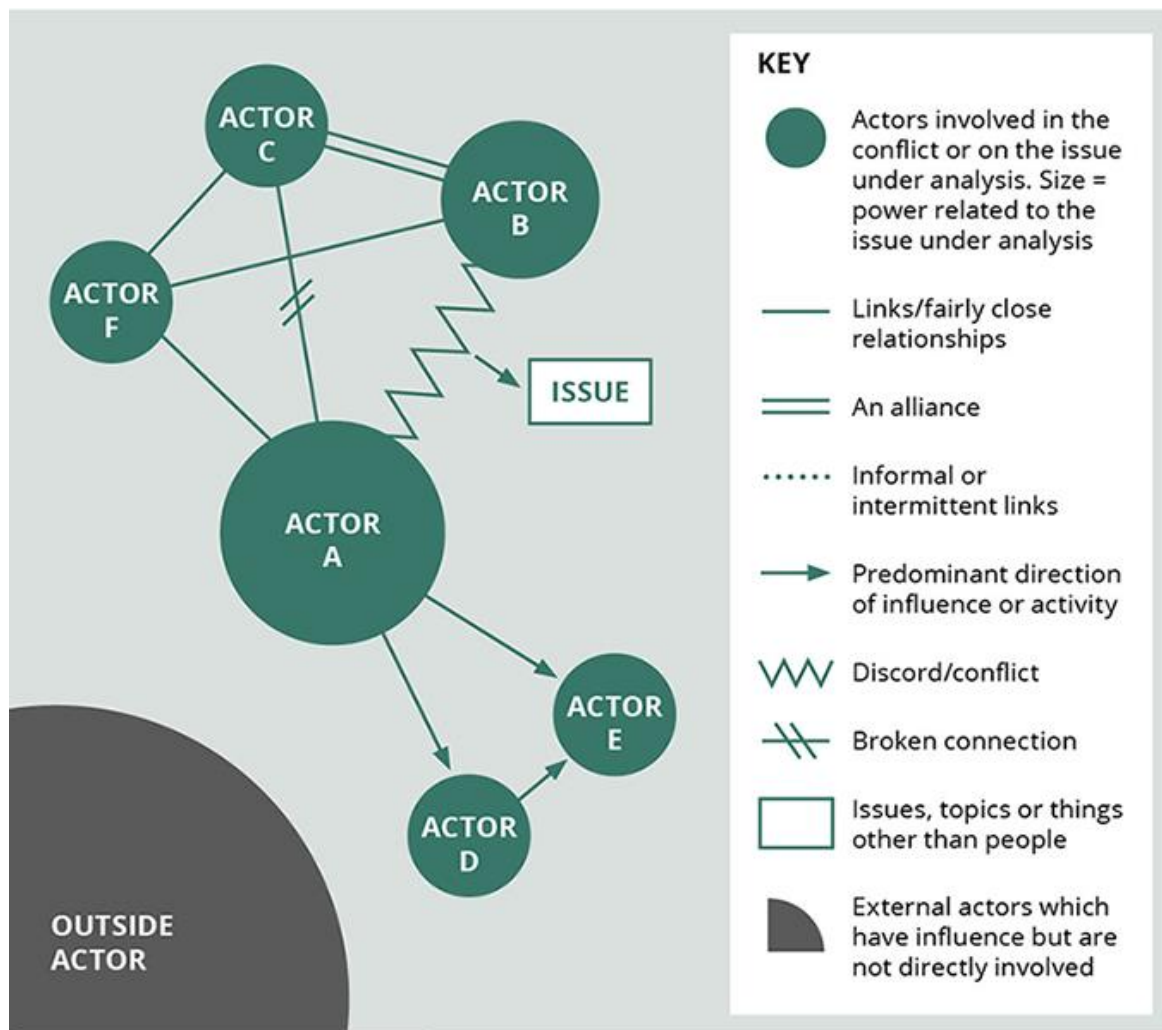 ACTOR
C
ACTOR
B
ACTOR
F
ISSUE
ACTOR
A
ACTOR
E
ACTOR
D
OUTSIDE
ACTOR
KEY
Actors involved in the
conflict or on the issue
under analysis. Size =
power related to the
issue under analysis
Links/fairly close
relationships
An alliance
Informal or
intermittent links
Predominant direction
of influence or activity
Discord/conflict
Broken connection
Issues, topics or things
other than people
External actors which
have influence but are
not directly involved